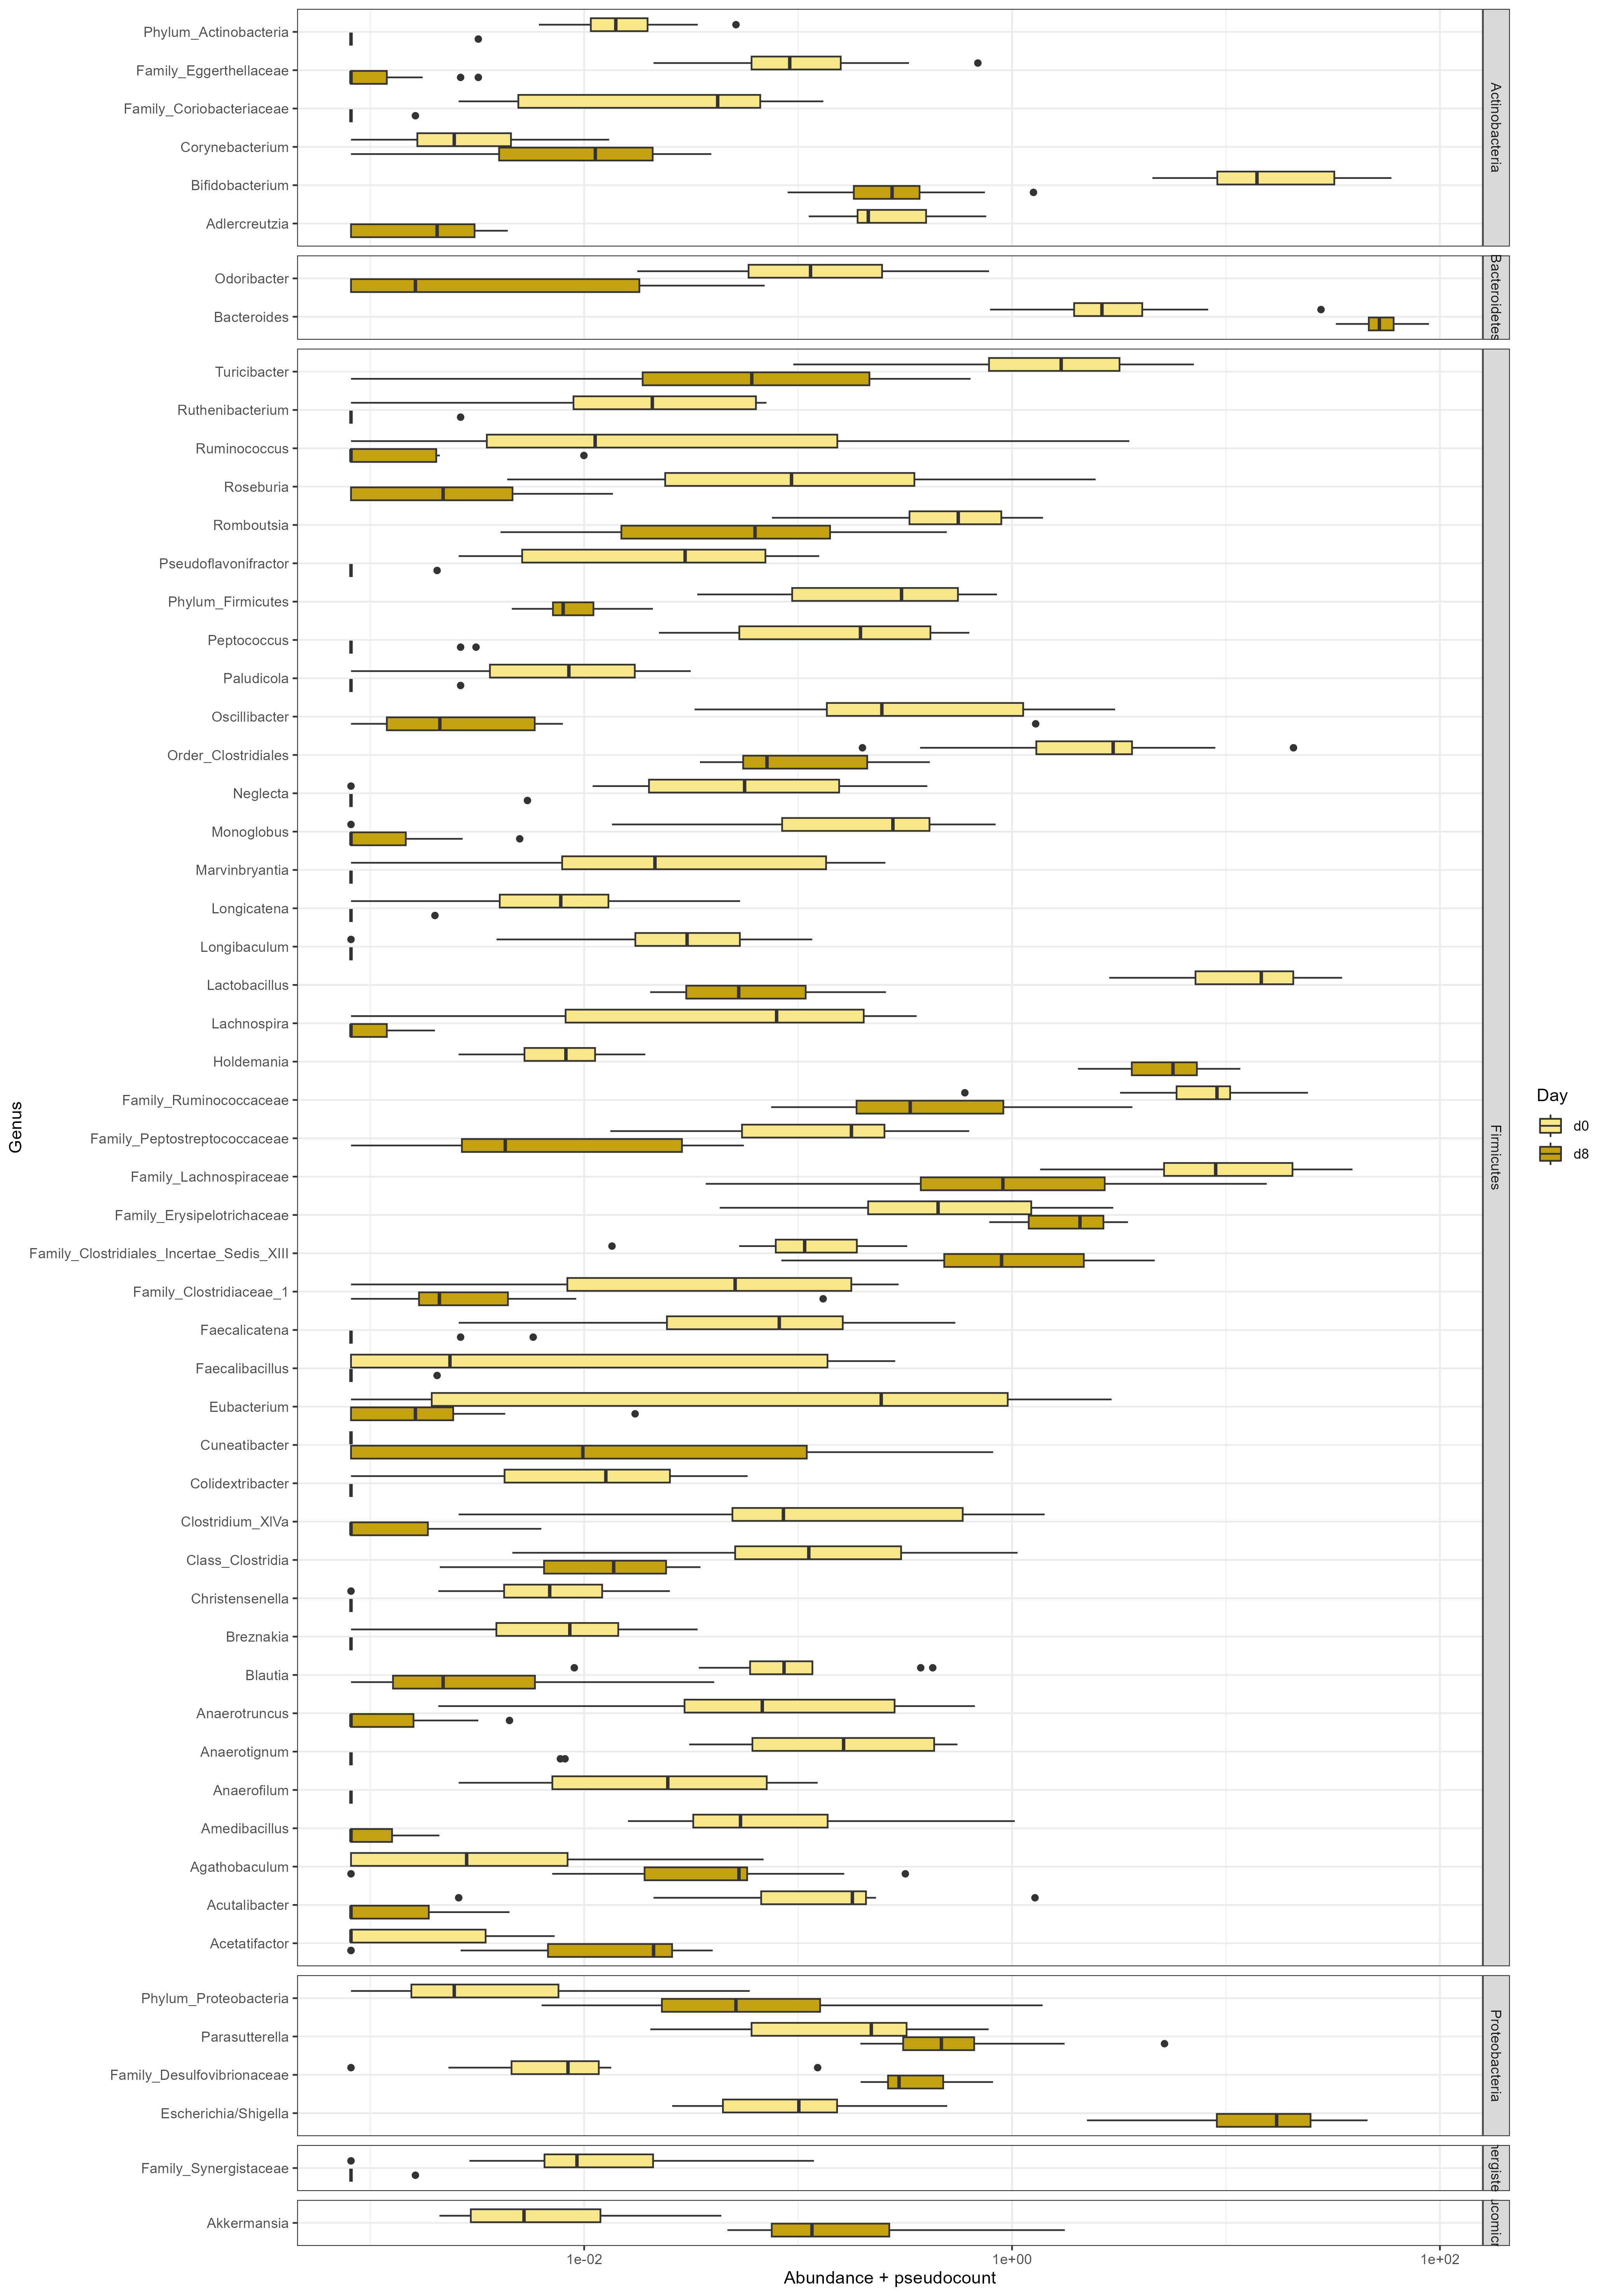 Phylum_Actinobacteria
Family_Eggerthellaceae
Family_Coriobacteriaceae
Corynebacterium
Bifidobacterium
Adlercreutzia
Actinobacteria
Odoribacter
Bacteroides
Bacteroidetes
Turicibacter
Ruthenibacterium
Ruminococcus
Roseburia
Romboutsia
Pseudoflavonifractor
Phylum_Firmicutes
Peptococcus
Paludicola
Oscillibacter
Order_Clostridiales
Neglecta
Monoglobus
Marvinbryantia
Longicatena
Longibaculum
Lactobacillus
Lachnospira
Holdemania
Family_Ruminococcaceae
Family_Peptostreptococcaceae
Family_Lachnospiraceae
Family_Erysipelotrichaceae
Family_Clostridiales_Incertae_Sedis_XIII
Family_Clostridiaceae_1
Faecalicatena
Faecalibacillus
Eubacterium
Cuneatibacter
Colidextribacter
Clostridium_XlVa
Class_Clostridia
Christensenella
Breznakia
Blautia
Anaerotruncus
Anaerotignum
Anaerofilum
Amedibacillus
Agathobaculum
Acutalibacter
Acetatifactor
Firmicutes
Phylum_Proteobacteria
Parasutterella
Family_Desulfovibrionaceae
Escherichia/Shigella
Proteobacteria
Family_Synergistaceae
Akkermansia
1e-02
1e+00
1e+02
Abundance + pseudocount
Genus
Day
d0
d8